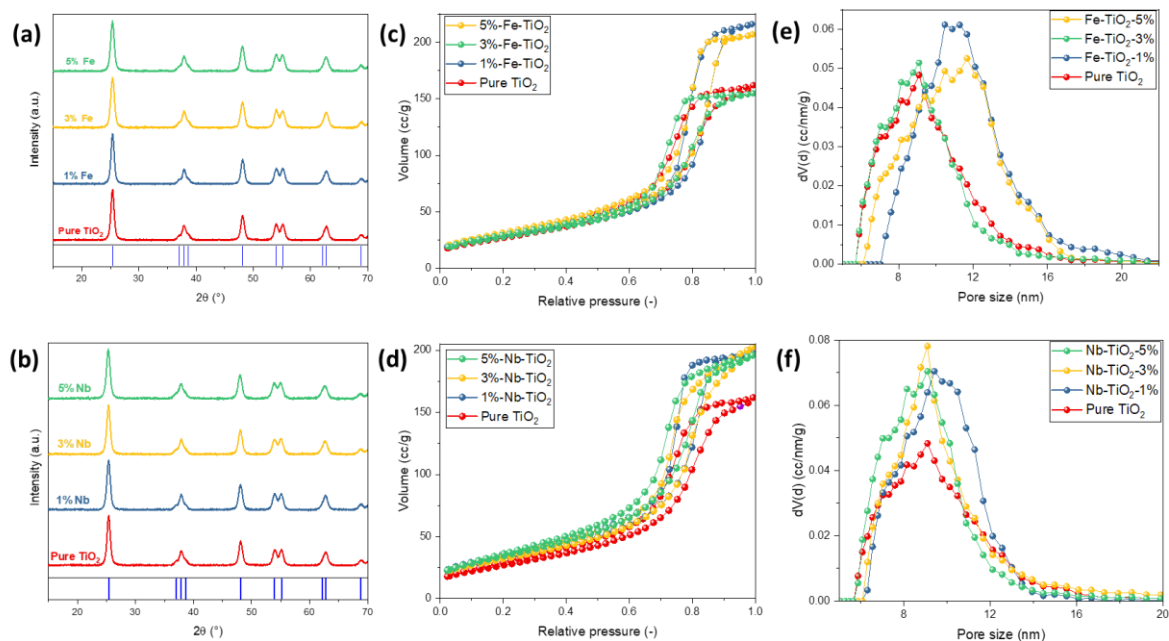 (a)
5% Fe
3% Fe
1% Fe
Pure TiO2
Intensity (a.u.)
20 30 40 50 60 70
2θ (°)
(c)
5%-Fe-TiO2
3%-Fe-TiO2
1%-Fe-TiO2
Pure TiO2
Volume (cc/g)
250
200
150
100
50
0
0.0 0.2 0.4 0.6 0.8 1.0
Relative pressure (-)
(e)
Fe-TiO2-5%
Fe-TiO2-3%
Fe-TiO2-1%
Pure TiO2
dV(d) (cc/nm/g)
0.06
0.05
0.04
0.03
0.02
0.01
0.00
8 12 16 20
Pore size (nm)
(b)
5% Nb
3% Nb
1% Nb
Pure TiO2
Intensity (a.u.)
20 30 40 50 60 70
2θ (°)
(d)
5%-Nb-TiO2
3%-Nb-TiO2
1%-Nb-TiO2
Pure TiO2
Volume (cc/g)
200
150
100
50
0
0.0 0.2 0.4 0.6 0.8 1.0
Relative pressure (-)
(f)
Nb-TiO2-5%
Nb-TiO2-3%
Nb-TiO2-1%
Pure TiO2
dV(d) (cc/nm/g)
0.08
0.06
0.04
0.02
0.00
8 12 16 20
Pore size (nm)